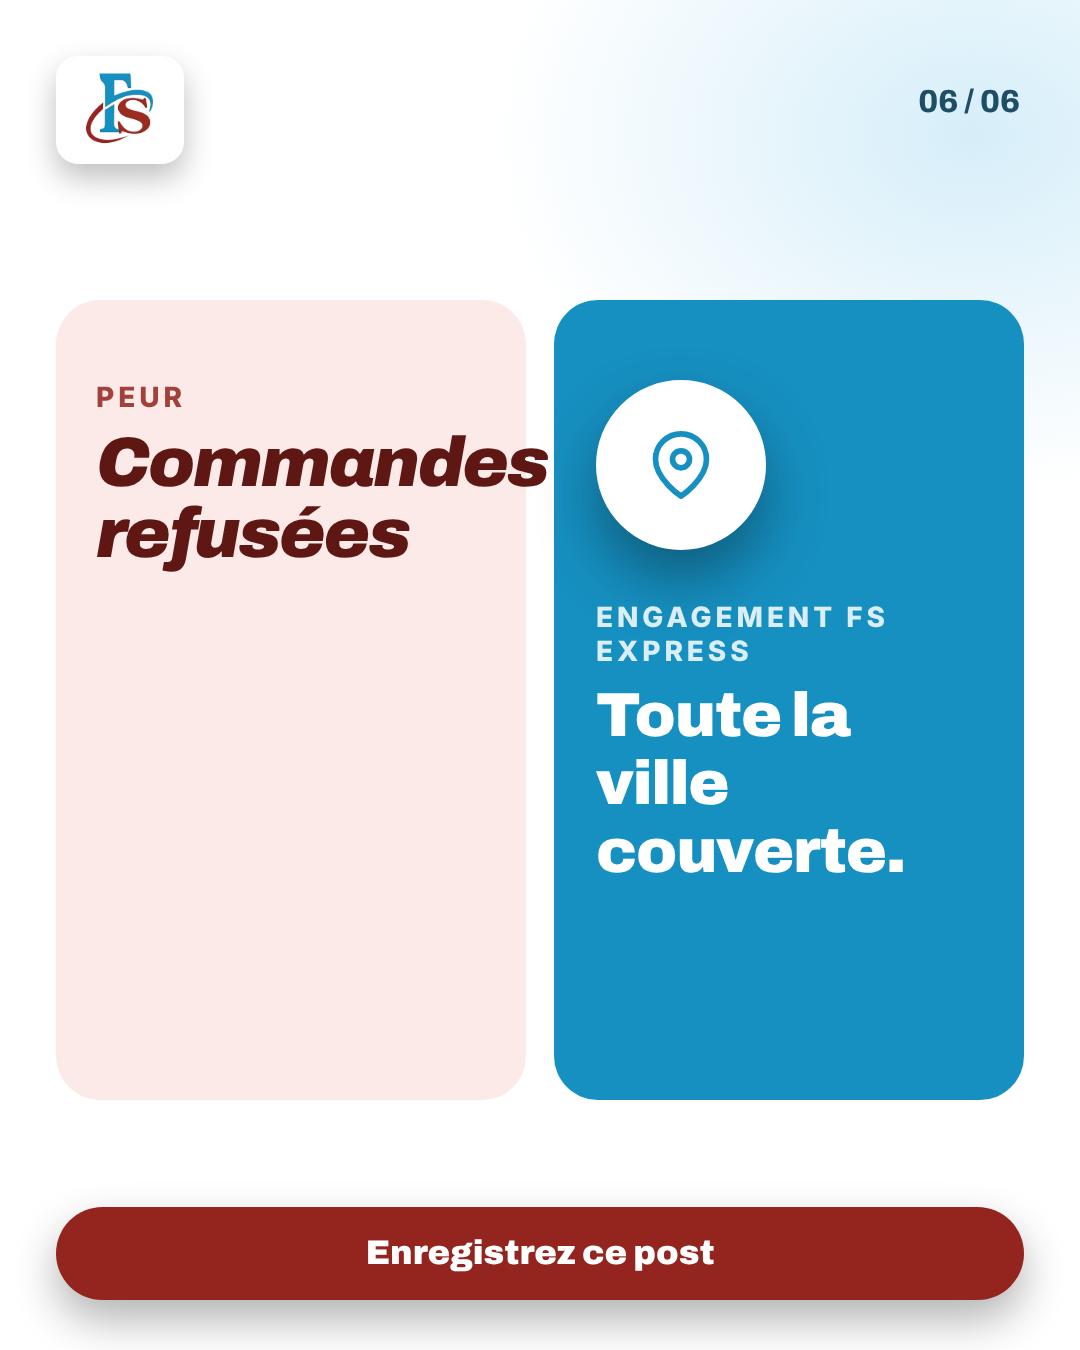 FS
06 / 06
PEUR
Commandes
refusées
ENGAGEMENT FS
EXPRESS
Toute la
ville
couverte.
Enregistrez ce post